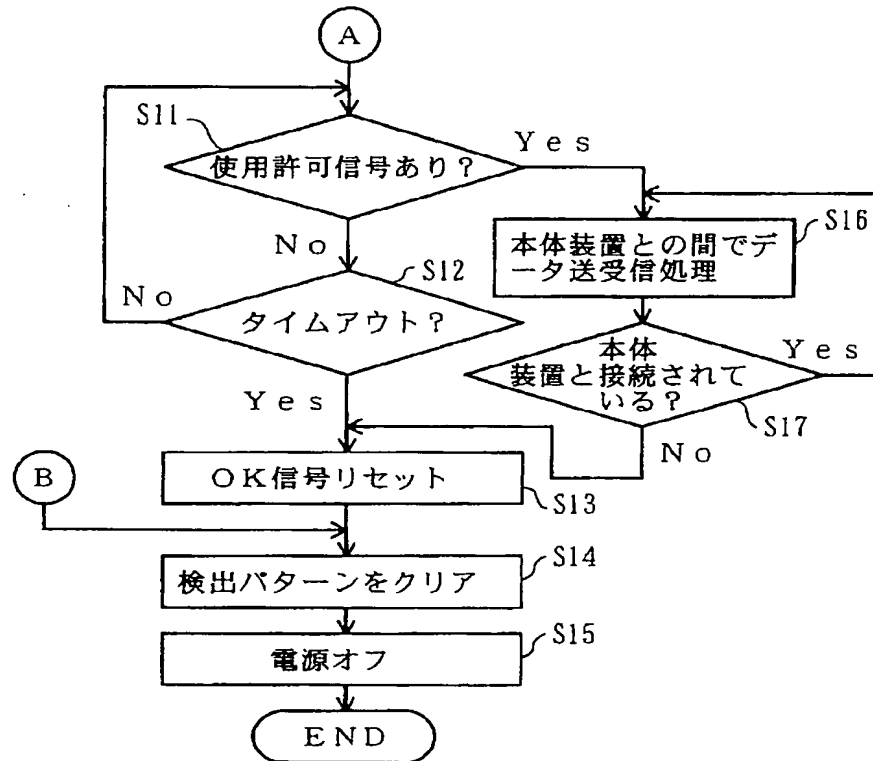 A
S11
使用許可信号あり？
Yes
No
S12
タイムアウト？
No
Yes
S16
本体装置との間でデ
ータ送受信処理
本体
装置と接続されて
いる？
Yes
S17
No
B
OK信号リセット
S13
検出パターンをクリア
S14
電源オフ
S15
END